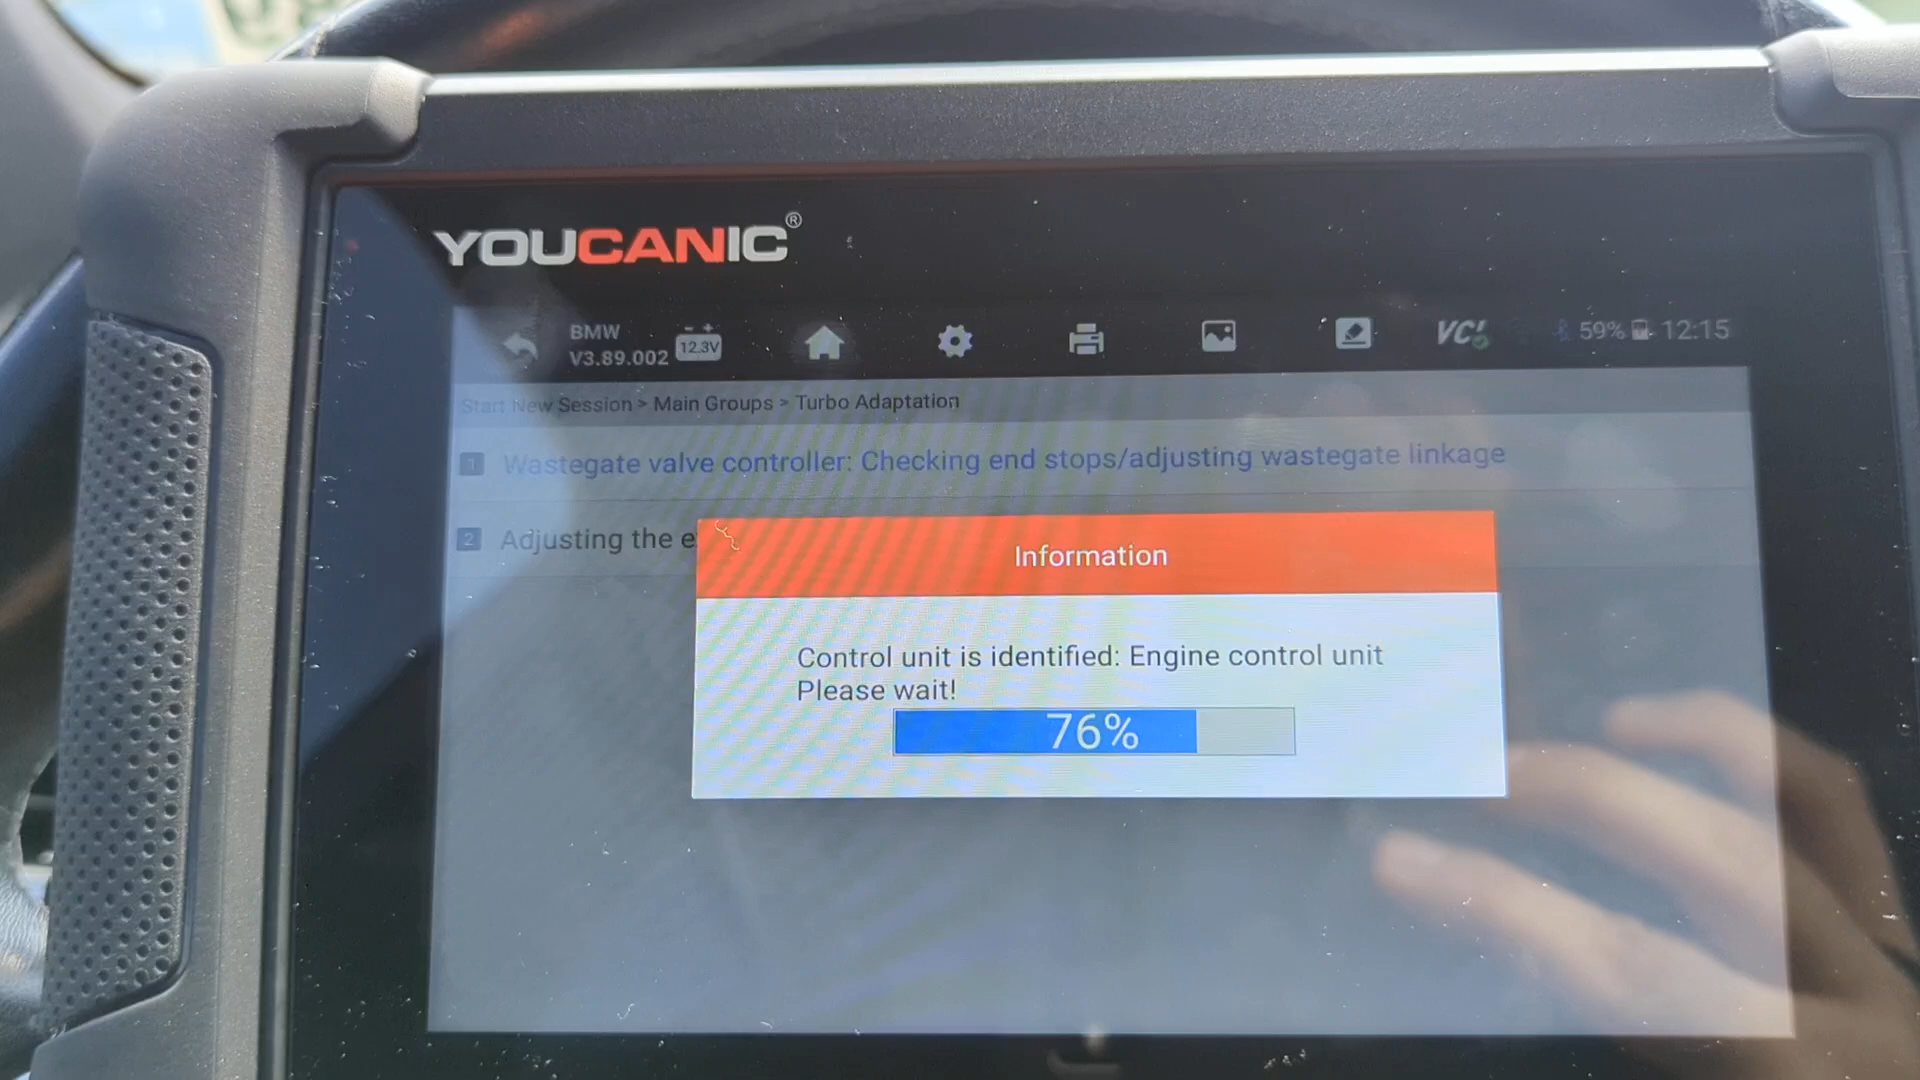 YOUCANIC®
BMW
V3.89.002
12.3V
VCI
59%
12:15
Start New Session > Main Groups > Turbo Adaptation
1 Wastegate valve controller: Checking end stops/adjusting wastegate linkage
2 Adjusting the e
Information
Control unit is identified: Engine control unit
Please wait!
76%